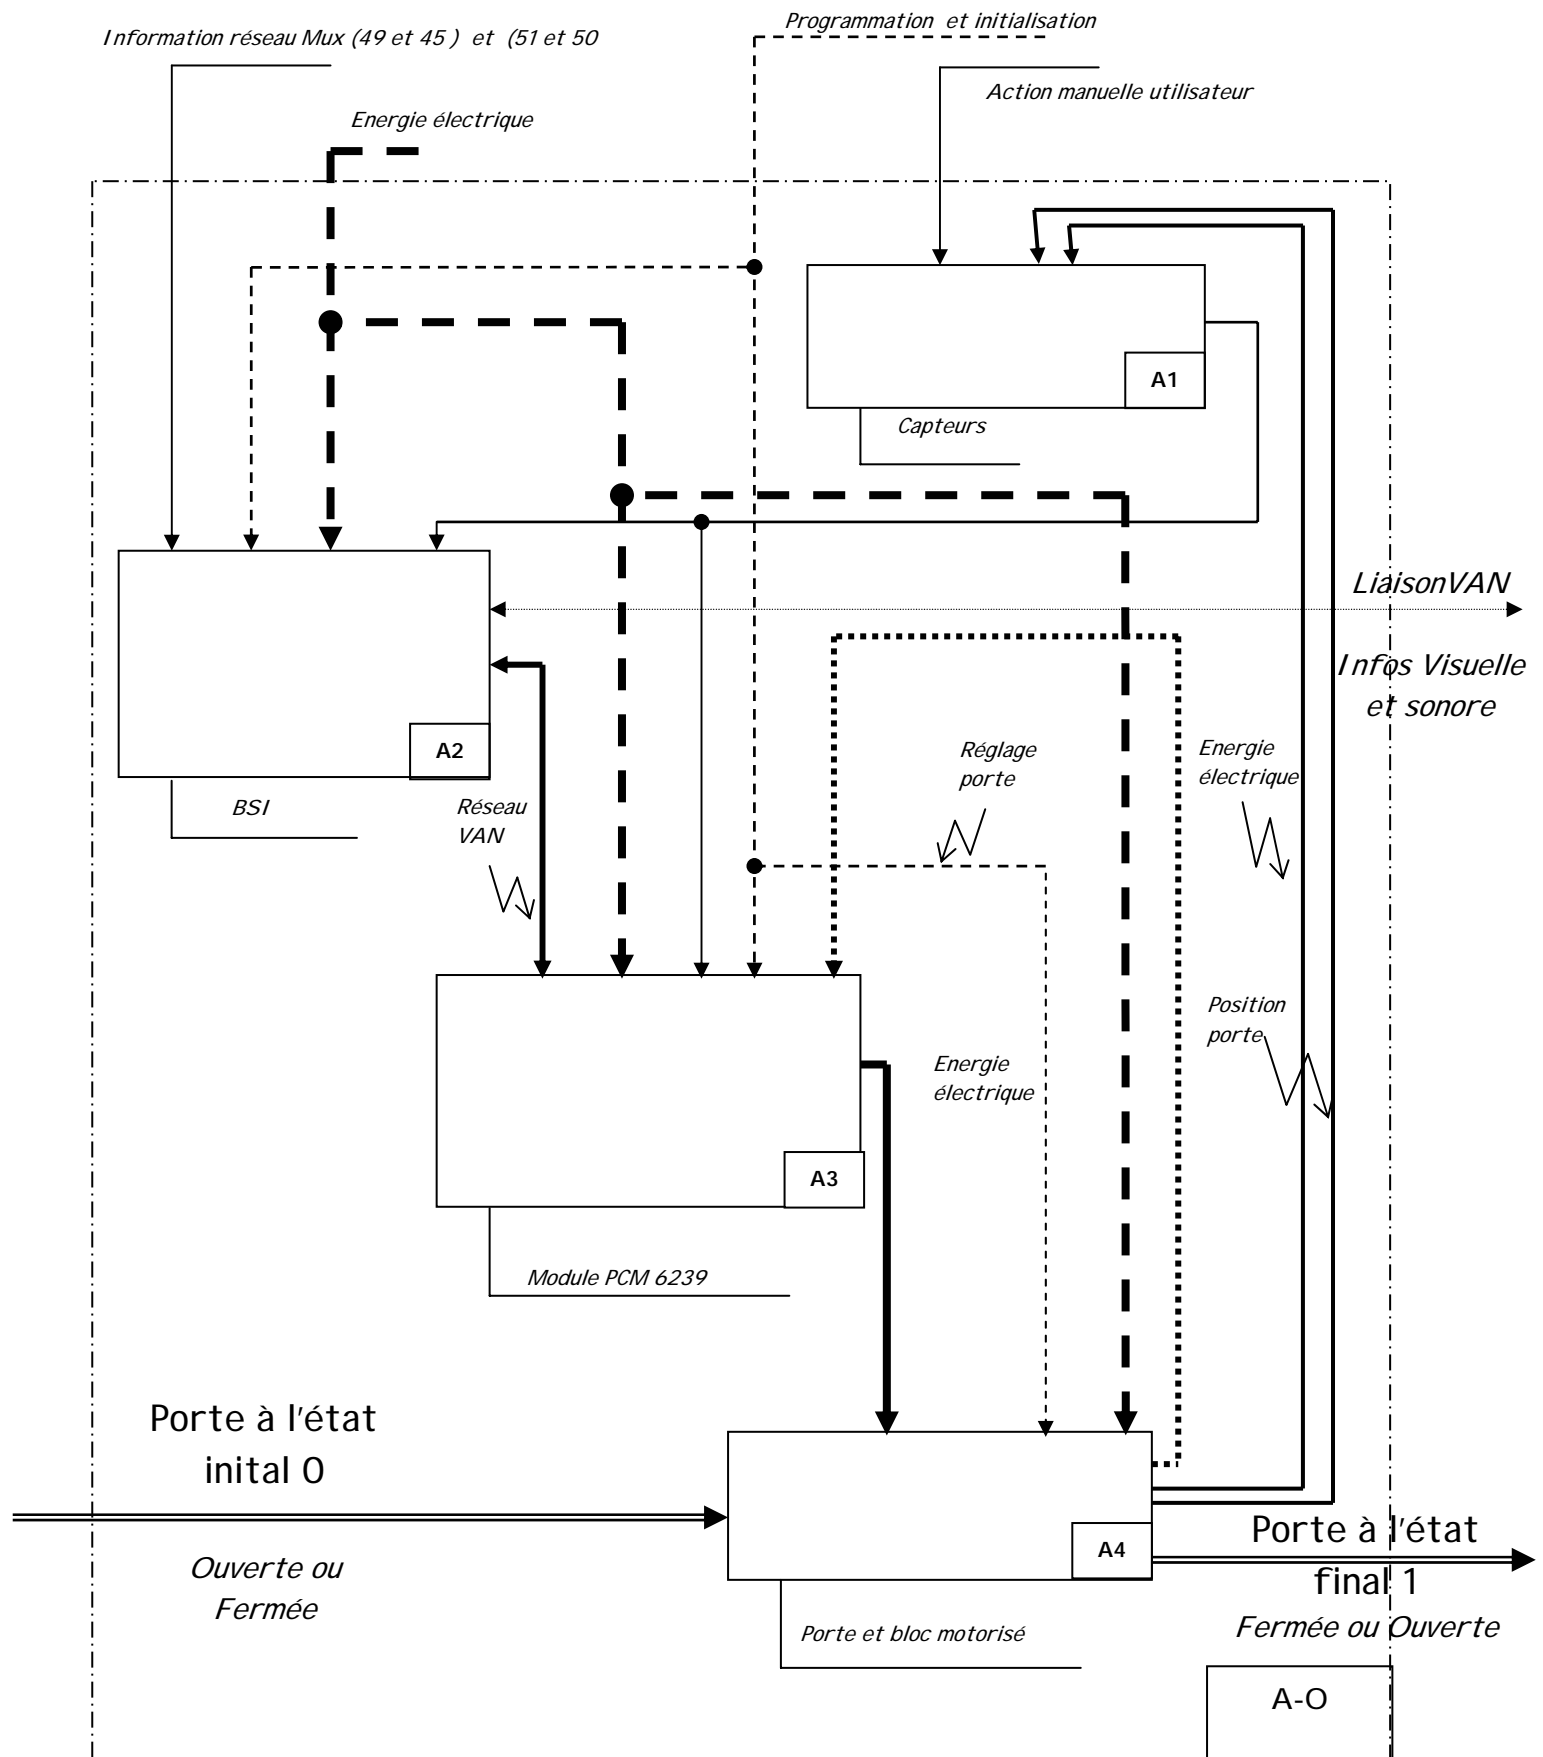 Programmation et initialisation
Information réseau Mux (49 et 45 ) et (51 et 50
Action manuelle utilisateur
Energie électrique
A1
Capteurs
LiaisonVAN
Infos Visuelle
et sonore
A2
BSI
Réseau
VAN
Réglage
porte
Energie
électrique
Position
porte
Energie
électrique
A3
Module PCM 6239
Porte à l'état
inital 0
Ouverte ou
Fermée
A4
Porte à l'état
final 1
Fermée ou Ouverte
Porte et bloc motorisé
A-O